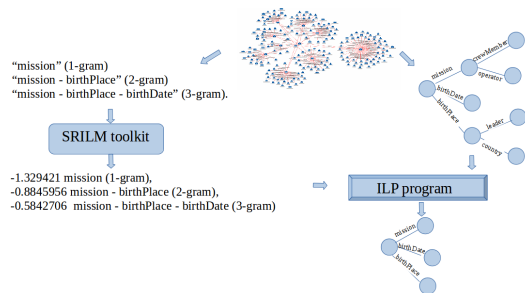 “mission” (1-gram)
“mission - birthPlace” (2-gram)
“mission - birthPlace - birthDate” (3-gram).
SRILM toolkit
-1.329421 mission (1-gram),
-0.8845956 mission - birthPlace (2-gram),
-0.5842706 mission - birthPlace - birthDate (3-gram)
crewMember
mission
operator
birthDate
birthPlace
leader
country
ILP program
mission
birthDate
birthPlace